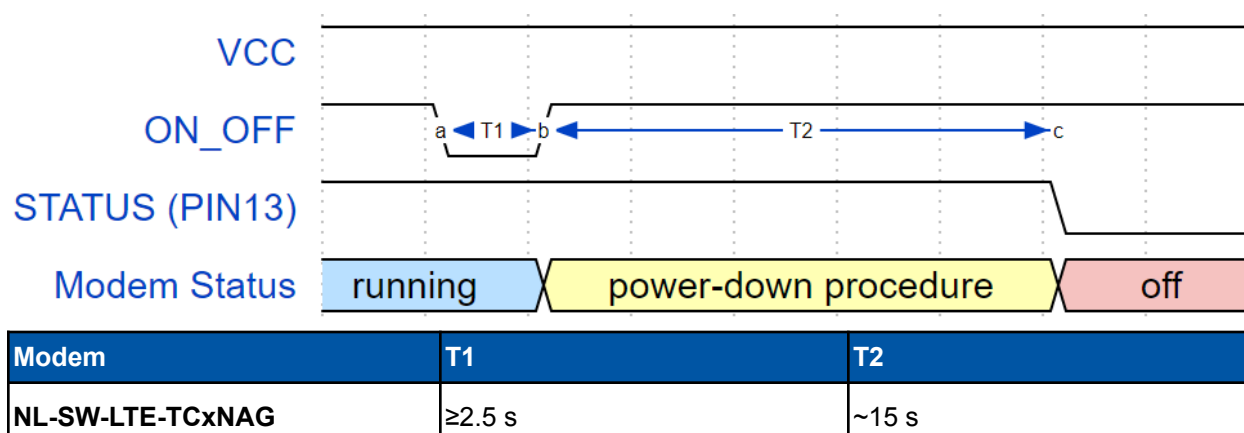 VCC
ON_OFF
a T1 b T2 c
STATUS (PIN13)
Modem Status running power-down procedure off
Modem T1 T2
NL-SW-LTE-TCxNAG ≥2.5 s ~15 s